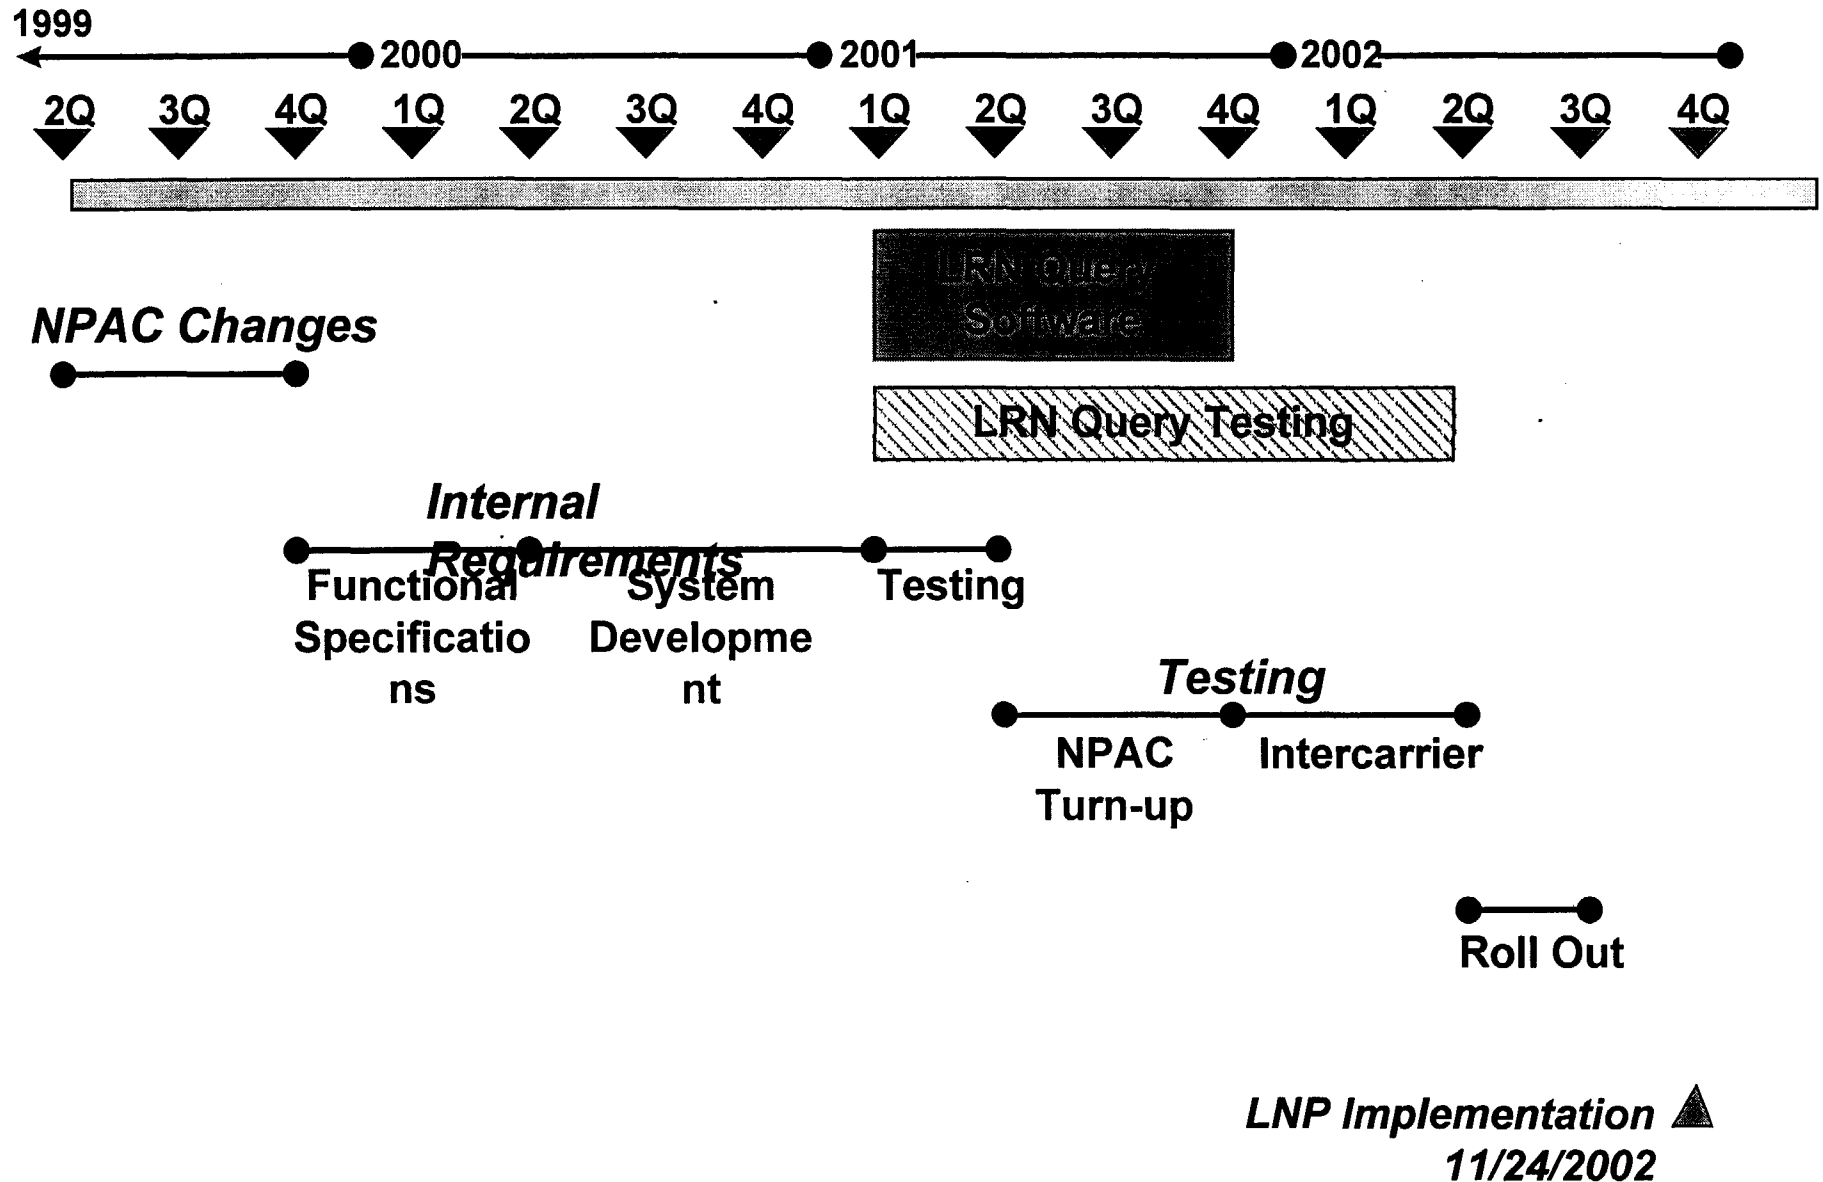 1999
2000 2001 2002
2Q 3Q 4Q 1Q 2Q 3Q 4Q 1Q 2Q 3Q 4Q 1Q 2Q 3Q 4Q
LRN Query
Software
NPAC Changes
LRN Query Testing
Internal
Requirements
Functional
Specificatio
ns
System
Developme
nt
Testing
Testing
NPAC
Turn-up
Intercarrier
Roll Out
LNP Implementation
11/24/2002